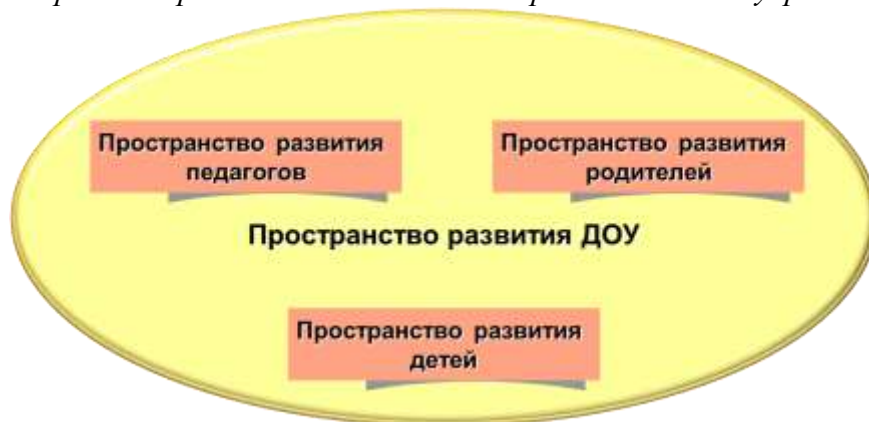 Пространство развития
педагогов
Пространство развития
родителей
Пространство развития ДОУ
Пространство развития
детей